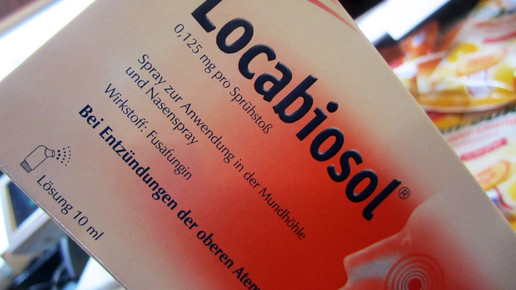 Locabiosol®
0,125 mg pro Sprühstoß
Spray zur Anwendung in der Mundhöhle
und Nasenspray
Wirkstoff: Fusafungin
Bei Entzündungen der oberen Atem
Lösung 10 ml